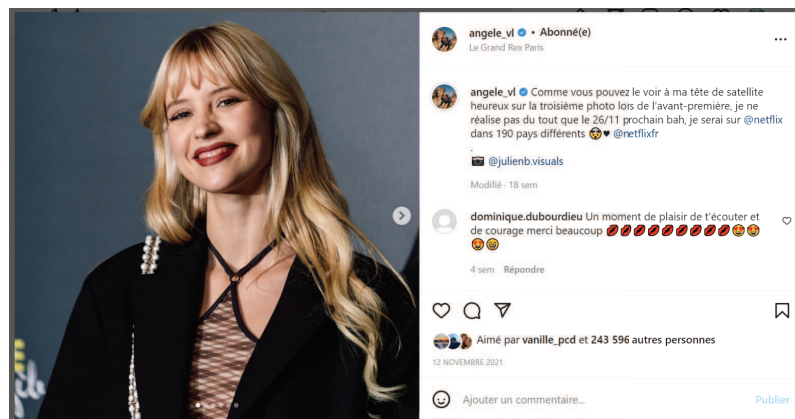 angele_vl • Abonné(e)
Le Grand Rex Paris
angele_vl Comme vous pouvez le voir à ma tête de satellite
heureux sur la troisième photo lors de l'avant-première, je ne
réalise pas du tout que le 26/11 prochain bah, je serai sur @netflix
dans 190 pays différents 🤯♥ @netflixfr
.
📷 @julienb.visuals
Modifié · 18 sem
dominique.dubourdieu Un moment de plaisir de t'écouter et
de courage merci beaucoup 💋💋💋💋💋💋💋💋💋😍😍
😍😄
4 sem Répondre
Aimé par vanille_pcd et 243 596 autres personnes
12 NOVEMBRE 2021
Ajouter un commentaire...
Publier